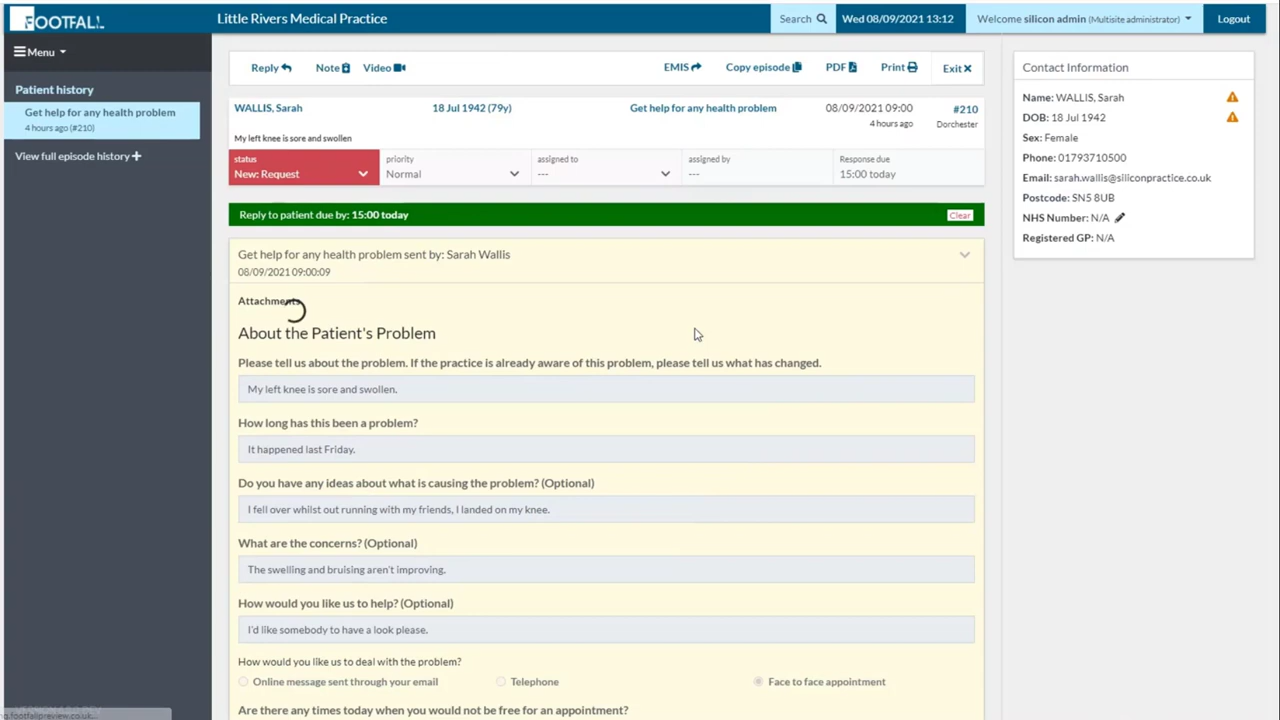 FOOTFALL
Little Rivers Medical Practice
Search
Wed 08/09/2021 13:12
Welcome silicon admin (Multisite administrator)
Logout
Menu
Patient history
Get help for any health problem
4 hours ago (#210)
View full episode history
Reply
Note
Video
EMIS
Copy episode
PDF
Print
Exit
WALLIS, Sarah
18 Jul 1942 (79y)
Get help for any health problem
08/09/2021 09:00
#210
4 hours ago
Dorchester
My left knee is sore and swollen
status
New: Request
priority
Normal
assigned to
---
assigned by
---
Response due
15:00 today
Reply to patient due by: 15:00 today
Clear
Get help for any health problem sent by: Sarah Wallis
08/09/2021 09:00:09
Attachments
About the Patient's Problem
Please tell us about the problem. If the practice is already aware of this problem, please tell us what has changed.
My left knee is sore and swollen.
How long has this been a problem?
It happened last Friday.
Do you have any ideas about what is causing the problem? (Optional)
I fell over whilst out running with my friends, I landed on my knee.
What are the concerns? (Optional)
The swelling and bruising aren't improving.
How would you like us to help? (Optional)
I'd like somebody to have a look please.
How would you like us to deal with the problem?
Online message sent through your email
Telephone
Face to face appointment
Are there any times today when you would not be free for an appointment?
Contact Information
Name: WALLIS, Sarah
DOB: 18 Jul 1942
Sex: Female
Phone: 01793710500
Email: sarah.wallis@siliconpractice.co.uk
Postcode: SN5 8UB
NHS Number: N/A
Registered GP: N/A